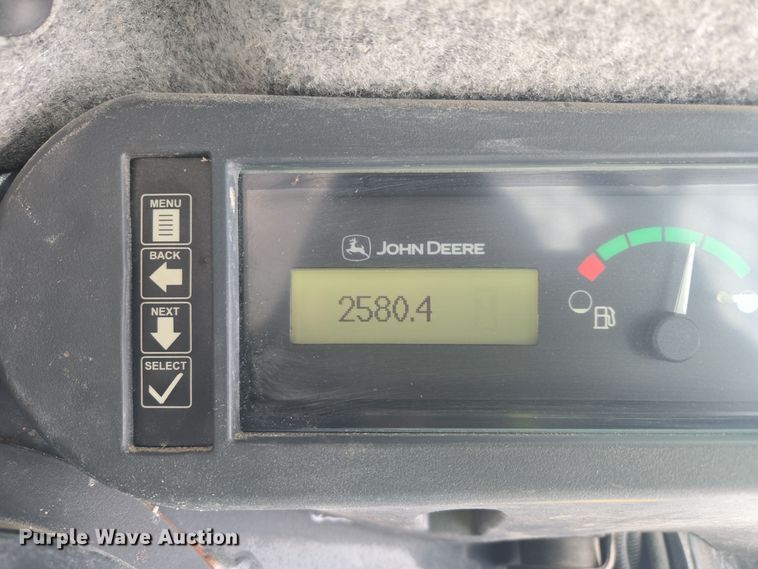 MENU
BACK
NEXT
SELECT
JOHN DEERE
2580.4
Purple Wave Auction®